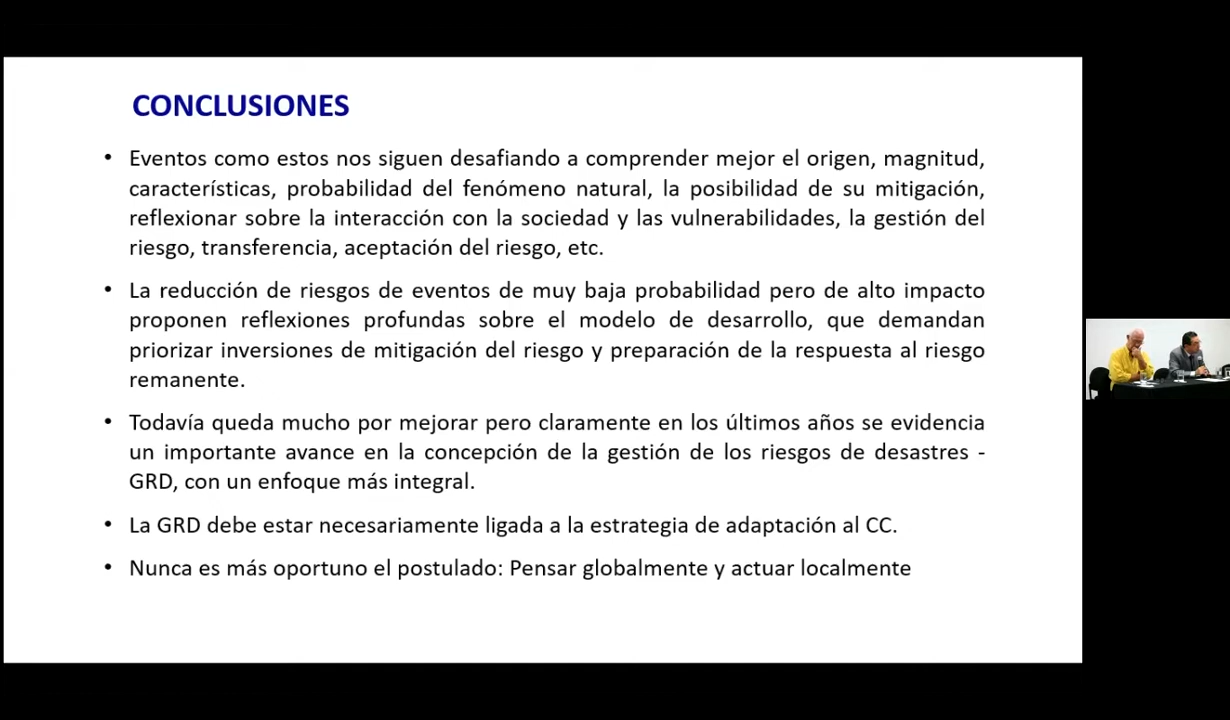 CONCLUSIONES
• Eventos como estos nos siguen desafiando a comprender mejor el origen, magnitud,
características, probabilidad del fenómeno natural, la posibilidad de su mitigación,
reflexionar sobre la interacción con la sociedad y las vulnerabilidades, la gestión del
riesgo, transferencia, aceptación del riesgo, etc.
• La reducción de riesgos de eventos de muy baja probabilidad pero de alto impacto
proponen reflexiones profundas sobre el modelo de desarrollo, que demandan
priorizar inversiones de mitigación del riesgo y preparación de la respuesta al riesgo
remanente.
• Todavía queda mucho por mejorar pero claramente en los últimos años se evidencia
un importante avance en la concepción de la gestión de los riesgos de desastres -
GRD, con un enfoque más integral.
• La GRD debe estar necesariamente ligada a la estrategia de adaptación al CC.
• Nunca es más oportuno el postulado: Pensar globalmente y actuar localmente